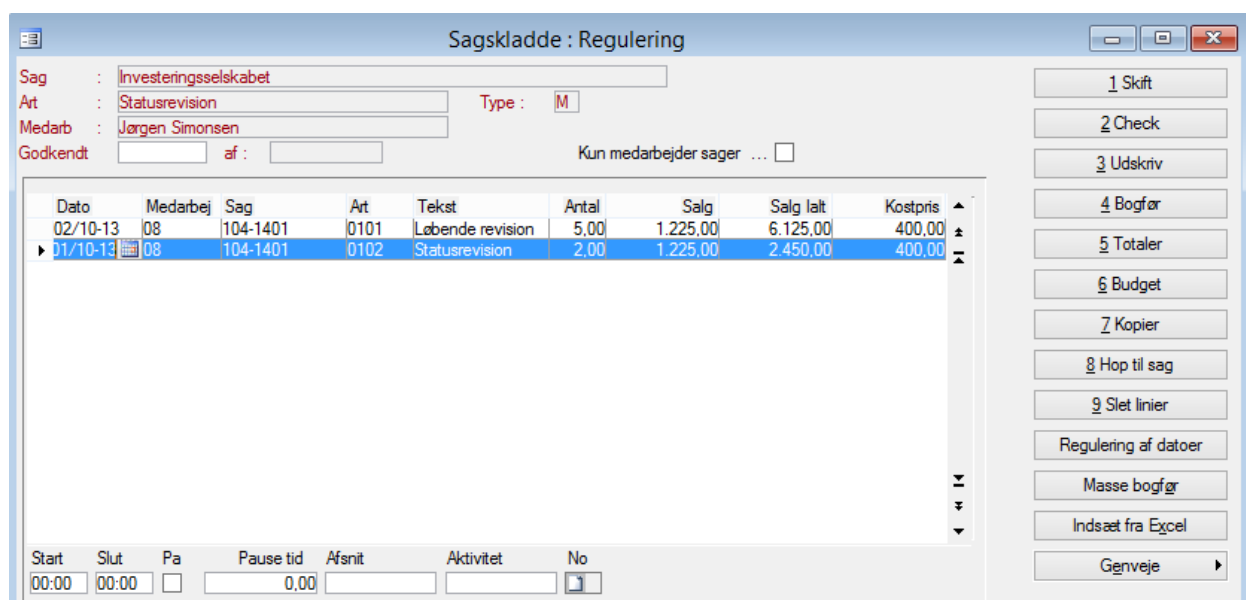 Sagskladde : Regulering
Sag : Investeringsselskabet
Art : Statusrevision Type : M
Medarb : Jørgen Simonsen
Godkendt af : Kun medarbejder sager ...
Dato Medarbej Sag Art Tekst Antal Salg Salg Ialt Kostpris
02/10-13 08 104-1401 0101 Løbende revision 5,00 1.225,00 6.125,00 400,00
01/10-13 08 104-1401 0102 Statusrevision 2,00 1.225,00 2.450,00 400,00
Start Slut Pa Pause tid Afsnit Aktivitet No
00:00 00:00 0,00
1 Skift
2 Check
3 Udskriv
4 Bogfør
5 Totaler
6 Budget
7 Kopier
8 Hop til sag
9 Slet linier
Regulering af datoer
Masse bogfør
Indsæt fra Excel
Genveje